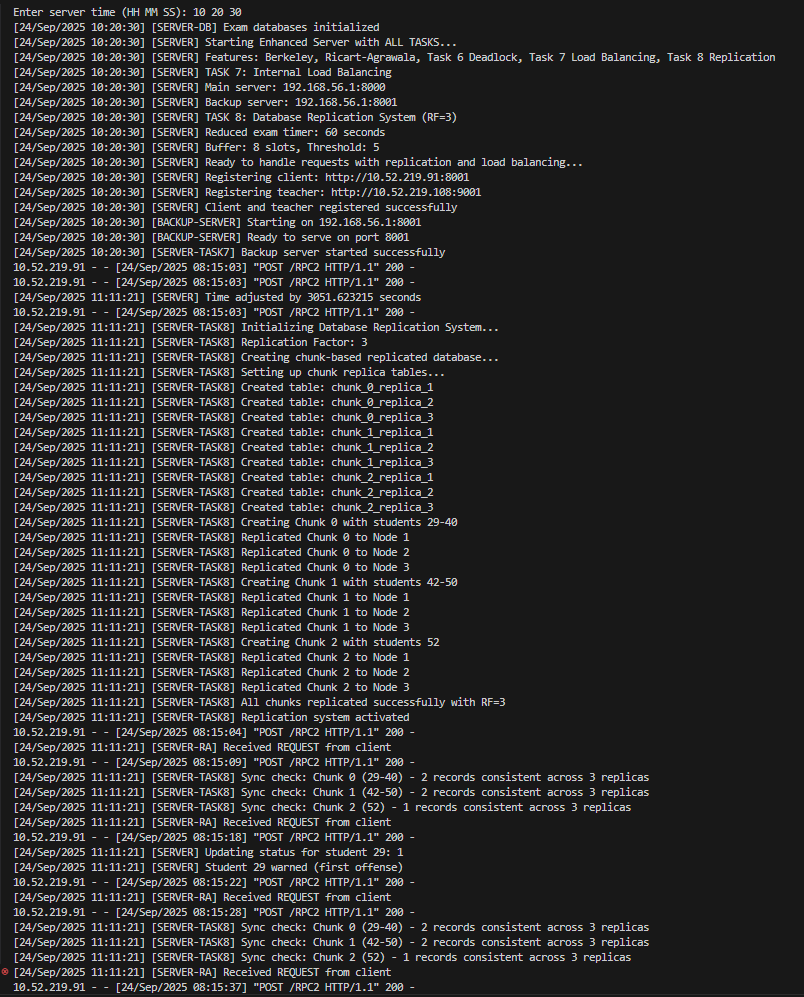 Enter server time (HH MM SS): 10 20 30
[24/Sep/2025 10:20:30] [SERVER-DB] Exam databases initialized
[24/Sep/2025 10:20:30] [SERVER] Starting Enhanced Server with ALL TASKS...
[24/Sep/2025 10:20:30] [SERVER] Features: Berkeley, Ricart-Agrawala, Task 6 Deadlock, Task 7 Load Balancing, Task 8 Replication
[24/Sep/2025 10:20:30] [SERVER] TASK 7: Internal Load Balancing
[24/Sep/2025 10:20:30] [SERVER] Main server: 192.168.56.1:8000
[24/Sep/2025 10:20:30] [SERVER] Backup server: 192.168.56.1:8001
[24/Sep/2025 10:20:30] [SERVER] TASK 8: Database Replication System (RF=3)
[24/Sep/2025 10:20:30] [SERVER] Reduced exam timer: 60 seconds
[24/Sep/2025 10:20:30] [SERVER] Buffer: 8 slots, Threshold: 5
[24/Sep/2025 10:20:30] [SERVER] Ready to handle requests with replication and load balancing...
[24/Sep/2025 10:20:30] [SERVER] Registering client: http://10.52.219.91:8001
[24/Sep/2025 10:20:30] [SERVER] Registering teacher: http://10.52.219.108:9001
[24/Sep/2025 10:20:30] [SERVER] Client and teacher registered successfully
[24/Sep/2025 10:20:30] [BACKUP-SERVER] Starting on 192.168.56.1:8001
[24/Sep/2025 10:20:30] [BACKUP-SERVER] Ready to serve on port 8001
[24/Sep/2025 10:20:30] [SERVER-TASK7] Backup server started successfully
10.52.219.91 - - [24/Sep/2025 08:15:03] "POST /RPC2 HTTP/1.1" 200 -
10.52.219.91 - - [24/Sep/2025 08:15:03] "POST /RPC2 HTTP/1.1" 200 -
[24/Sep/2025 11:11:21] [SERVER] Time adjusted by 3051.623215 seconds
10.52.219.91 - - [24/Sep/2025 08:15:03] "POST /RPC2 HTTP/1.1" 200 -
[24/Sep/2025 11:11:21] [SERVER-TASK8] Initializing Database Replication System...
[24/Sep/2025 11:11:21] [SERVER-TASK8] Replication Factor: 3
[24/Sep/2025 11:11:21] [SERVER-TASK8] Creating chunk-based replicated database...
[24/Sep/2025 11:11:21] [SERVER-TASK8] Setting up chunk replica tables...
[24/Sep/2025 11:11:21] [SERVER-TASK8] Created table: chunk_0_replica_1
[24/Sep/2025 11:11:21] [SERVER-TASK8] Created table: chunk_0_replica_2
[24/Sep/2025 11:11:21] [SERVER-TASK8] Created table: chunk_0_replica_3
[24/Sep/2025 11:11:21] [SERVER-TASK8] Created table: chunk_1_replica_1
[24/Sep/2025 11:11:21] [SERVER-TASK8] Created table: chunk_1_replica_2
[24/Sep/2025 11:11:21] [SERVER-TASK8] Created table: chunk_1_replica_3
[24/Sep/2025 11:11:21] [SERVER-TASK8] Created table: chunk_2_replica_1
[24/Sep/2025 11:11:21] [SERVER-TASK8] Created table: chunk_2_replica_2
[24/Sep/2025 11:11:21] [SERVER-TASK8] Created table: chunk_2_replica_3
[24/Sep/2025 11:11:21] [SERVER-TASK8] Creating Chunk 0 with students 29-40
[24/Sep/2025 11:11:21] [SERVER-TASK8] Replicated Chunk 0 to Node 1
[24/Sep/2025 11:11:21] [SERVER-TASK8] Replicated Chunk 0 to Node 2
[24/Sep/2025 11:11:21] [SERVER-TASK8] Replicated Chunk 0 to Node 3
[24/Sep/2025 11:11:21] [SERVER-TASK8] Creating Chunk 1 with students 42-50
[24/Sep/2025 11:11:21] [SERVER-TASK8] Replicated Chunk 1 to Node 1
[24/Sep/2025 11:11:21] [SERVER-TASK8] Replicated Chunk 1 to Node 2
[24/Sep/2025 11:11:21] [SERVER-TASK8] Replicated Chunk 1 to Node 3
[24/Sep/2025 11:11:21] [SERVER-TASK8] Creating Chunk 2 with students 52
[24/Sep/2025 11:11:21] [SERVER-TASK8] Replicated Chunk 2 to Node 1
[24/Sep/2025 11:11:21] [SERVER-TASK8] Replicated Chunk 2 to Node 2
[24/Sep/2025 11:11:21] [SERVER-TASK8] Replicated Chunk 2 to Node 3
[24/Sep/2025 11:11:21] [SERVER-TASK8] All chunks replicated successfully with RF=3
[24/Sep/2025 11:11:21] [SERVER-TASK8] Replication system activated
10.52.219.91 - - [24/Sep/2025 08:15:04] "POST /RPC2 HTTP/1.1" 200 -
[24/Sep/2025 11:11:21] [SERVER-RA] Received REQUEST from client
10.52.219.91 - - [24/Sep/2025 08:15:09] "POST /RPC2 HTTP/1.1" 200 -
[24/Sep/2025 11:11:21] [SERVER-TASK8] Sync check: Chunk 0 (29-40) - 2 records consistent across 3 replicas
[24/Sep/2025 11:11:21] [SERVER-TASK8] Sync check: Chunk 1 (42-50) - 2 records consistent across 3 replicas
[24/Sep/2025 11:11:21] [SERVER-TASK8] Sync check: Chunk 2 (52) - 1 records consistent across 3 replicas
[24/Sep/2025 11:11:21] [SERVER-RA] Received REQUEST from client
10.52.219.91 - - [24/Sep/2025 08:15:18] "POST /RPC2 HTTP/1.1" 200 -
[24/Sep/2025 11:11:21] [SERVER] Updating status for student 29: 1
[24/Sep/2025 11:11:21] [SERVER] Student 29 warned (first offense)
10.52.219.91 - - [24/Sep/2025 08:15:22] "POST /RPC2 HTTP/1.1" 200 -
[24/Sep/2025 11:11:21] [SERVER-RA] Received REQUEST from client
10.52.219.91 - - [24/Sep/2025 08:15:28] "POST /RPC2 HTTP/1.1" 200 -
[24/Sep/2025 11:11:21] [SERVER-TASK8] Sync check: Chunk 0 (29-40) - 2 records consistent across 3 replicas
[24/Sep/2025 11:11:21] [SERVER-TASK8] Sync check: Chunk 1 (42-50) - 2 records consistent across 3 replicas
[24/Sep/2025 11:11:21] [SERVER-TASK8] Sync check: Chunk 2 (52) - 1 records consistent across 3 replicas
[24/Sep/2025 11:11:21] [SERVER-RA] Received REQUEST from client
10.52.219.91 - - [24/Sep/2025 08:15:37] "POST /RPC2 HTTP/1.1" 200 -